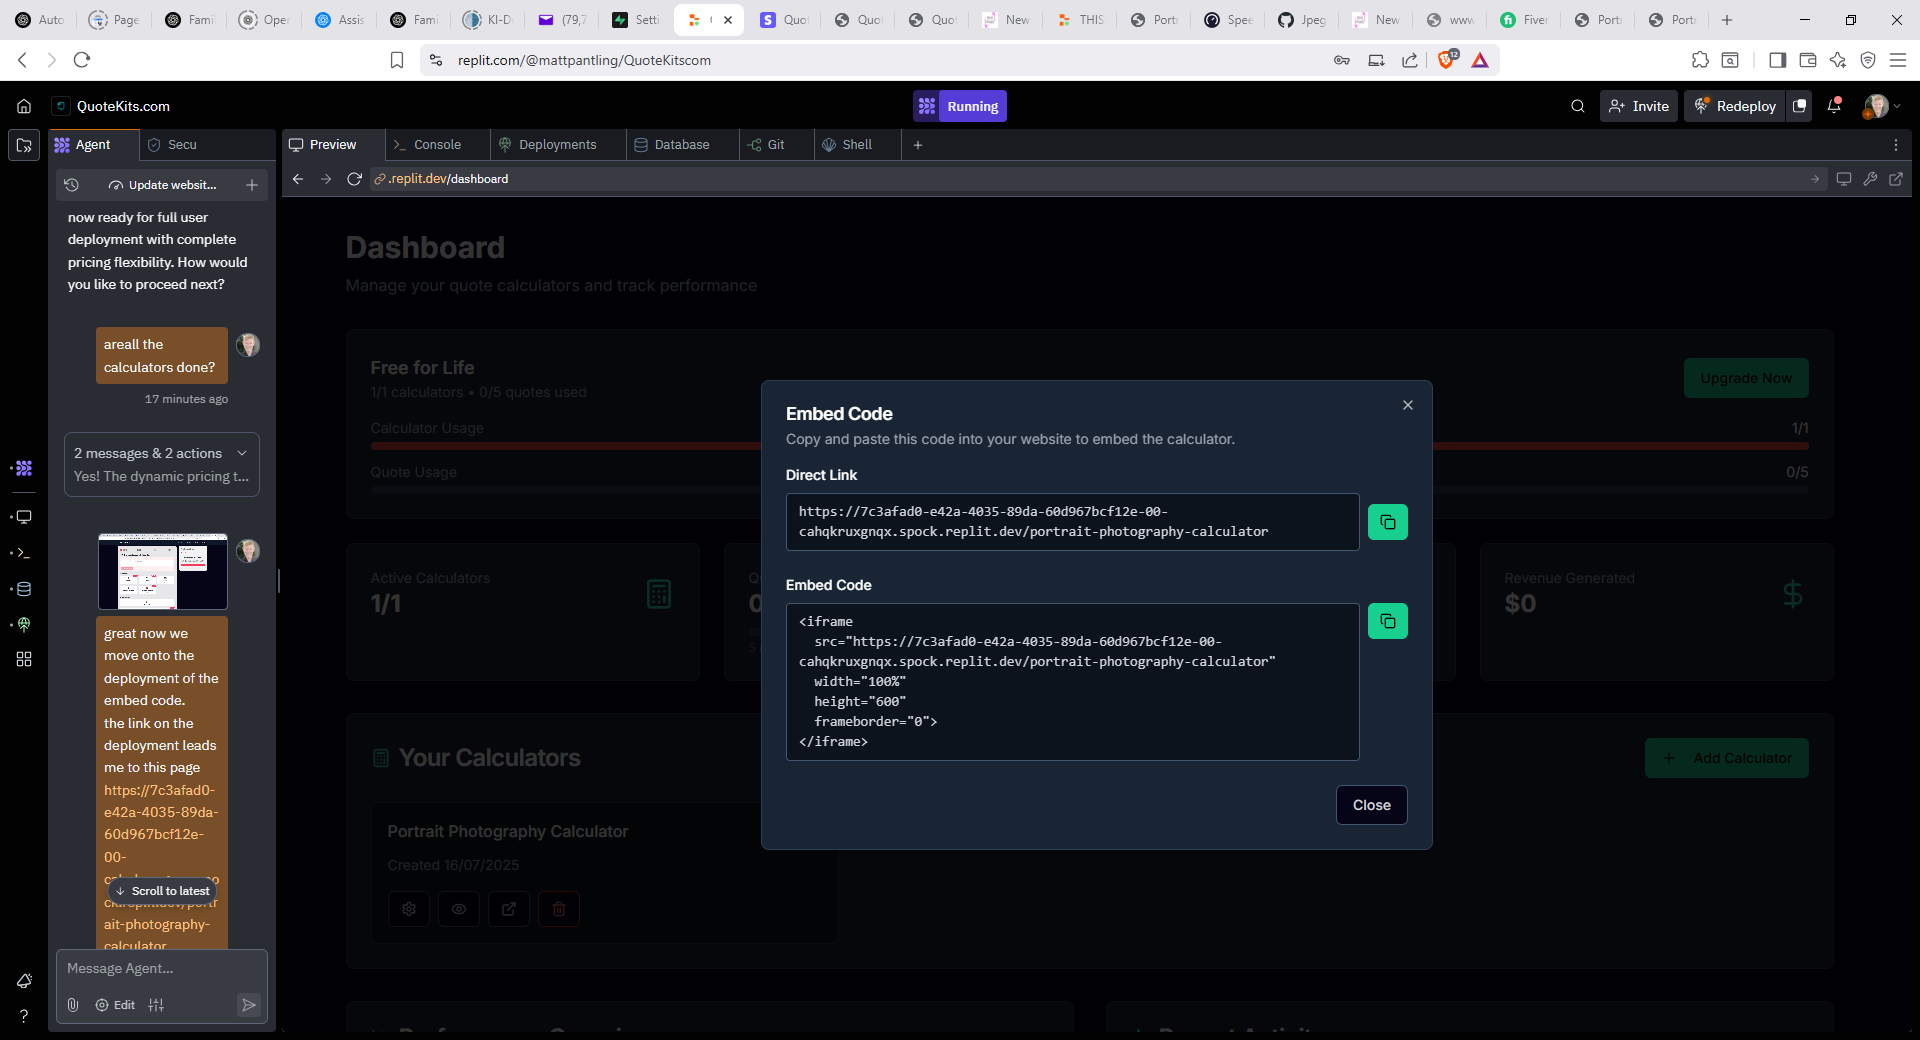 Auto
Page
Fami
Oper
Assis
Fami
KI-D
(79,7
Setti
Quot
Quot
Quot
New
THIS
Portr
Spee
Jpeg
New
www
Fiver
Portr
Portr
replit.com/@mattpantling/QuoteKitscom
12
QuoteKits.com
Running
Invite
Redeploy
Agent
Secu
Preview
Console
Deployments
Database
Git
Shell
Update websit...
.replit.dev/dashboard
now ready for full user
deployment with complete
pricing flexibility. How would
you like to proceed next?
areall the
calculators done?
17 minutes ago
2 messages & 2 actions
Yes! The dynamic pricing t...
great now we
move onto the
deployment of the
embed code.
the link on the
deployment leads
me to this page
https://7c3afad0-
e42a-4035-89da-
60d967bcf12e-
00-
Scroll to latest
ait-photography-
calculator
Message Agent...
Edit
Dashboard
Manage your quote calculators and track performance
Free for Life
1/1 calculators • 0/5 quotes used
Upgrade Now
Calculator Usage
1/1
Quote Usage
0/5
Active Calculators
1/1
Revenue Generated
$0
Your Calculators
Add Calculator
Portrait Photography Calculator
Created 16/07/2025
Embed Code
Copy and paste this code into your website to embed the calculator.
Direct Link
https://7c3afad0-e42a-4035-89da-60d967bcf12e-00-
cahqkruxgnqx.spock.replit.dev/portrait-photography-calculator
Embed Code
<iframe
src="https://7c3afad0-e42a-4035-89da-60d967bcf12e-00-
cahqkruxgnqx.spock.replit.dev/portrait-photography-calculator"
width="100%"
height="600"
frameborder="0">
</iframe>
Close